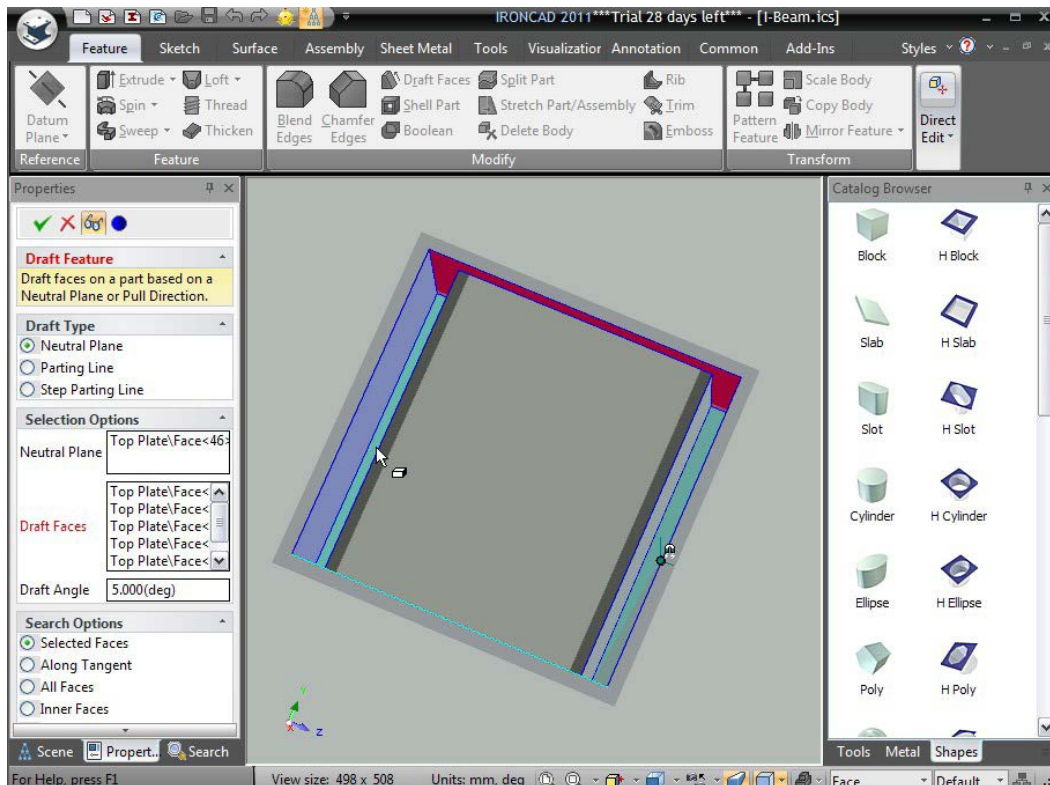 IRONCAD 2011***Trial 28 days left*** - [I-Beam.ics]
Feature Sketch Surface Assembly Sheet Metal Tools Visualization Annotation Common Add-Ins Styles
Datum Plane
Reference
Extrude Loft
Spin Thread
Sweep Thicken
Feature
Blend Edges
Chamfer Edges
Draft Faces Split Part Rib
Shell Part Stretch Part/Assembly Trim
Boolean Delete Body Emboss
Modify
Pattern Feature
Scale Body
Copy Body
Mirror Feature
Transform
Direct Edit
Properties
Draft Feature
Draft faces on a part based on a
Neutral Plane or Pull Direction.
Draft Type
Neutral Plane
Parting Line
Step Parting Line
Selection Options
Neutral Plane Top Plate\Face<46>
Draft Faces
Top Plate\Face<
Top Plate\Face<
Top Plate\Face<
Top Plate\Face<
Top Plate\Face<
Draft Angle 5.000(deg)
Search Options
Selected Faces
Along Tangent
All Faces
Inner Faces
Scene Propert... Search
Y
X Z
Catalog Browser
Block H Block
Slab H Slab
Slot H Slot
Cylinder H Cylinder
Ellipse H Ellipse
Poly H Poly
Tools Metal Shapes
For Help, press F1 View size: 498 x 508 Units: mm, deg Face Default